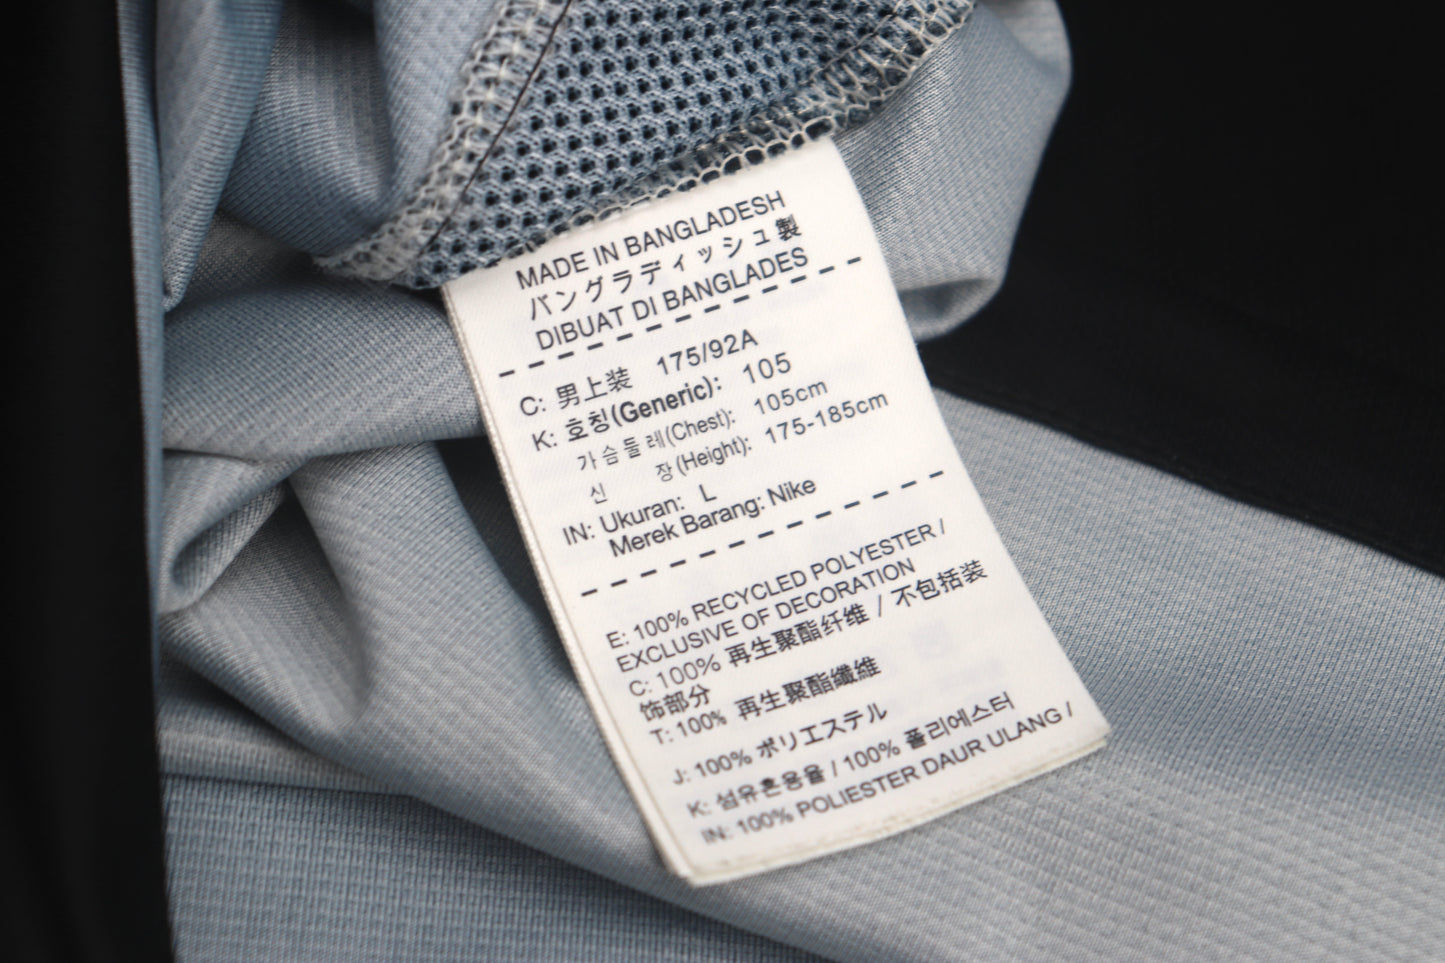 MADE IN BANGLADESH
バングラディッシュ製
DIBUAT DI BANGLADES
C: 男上装 175/92A
K: 호칭(Generic): 105
가슴둘레(Chest): 105cm
신 장(Height): 175-185cm
IN: Ukuran: L
Merek Barang: Nike
E: 100% RECYCLED POLYESTER /
EXCLUSIVE OF DECORATION
C: 100% 再生聚酯纤维 / 不包括装
饰部分
T: 100% 再生聚酯纖維
J: 100% ポリエステル
K: 섬유혼용율 / 100% 폴리에스터
IN: 100% POLIESTER DAUR ULANG /